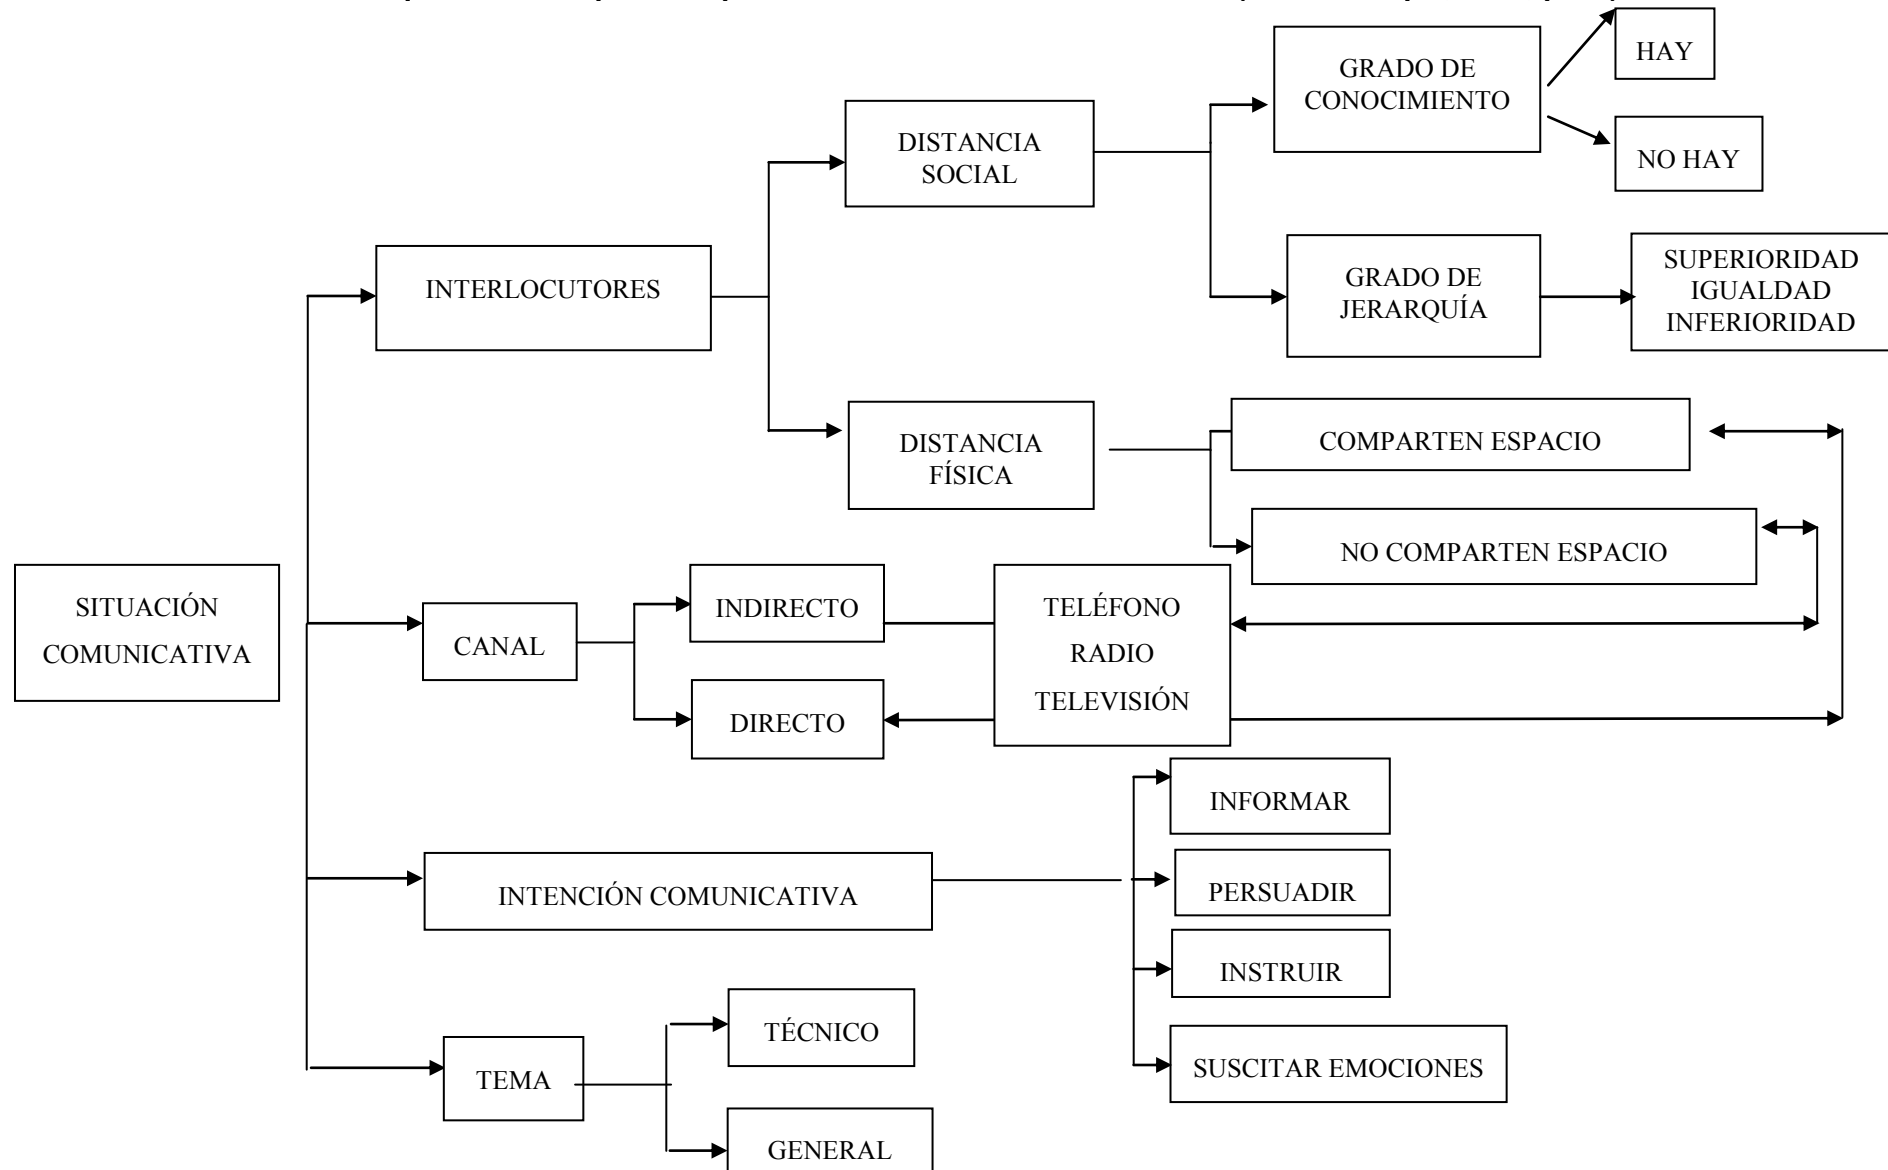 HAY
GRADO DE
CONOCIMIENTO
NO HAY
DISTANCIA
SOCIAL
INTERLOCUTORES
GRADO DE
JERARQUÍA
SUPERIORIDAD
IGUALDAD
INFERIORIDAD
DISTANCIA
FÍSICA
COMPARTEN ESPACIO
NO COMPARTEN ESPACIO
SITUACIÓN
COMUNICATIVA
CANAL
INDIRECTO
DIRECTO
TELÉFONO
RADIO
TELEVISIÓN
INTENCIÓN COMUNICATIVA
INFORMAR
PERSUADIR
INSTRUIR
SUSCITAR EMOCIONES
TEMA
TÉCNICO
GENERAL